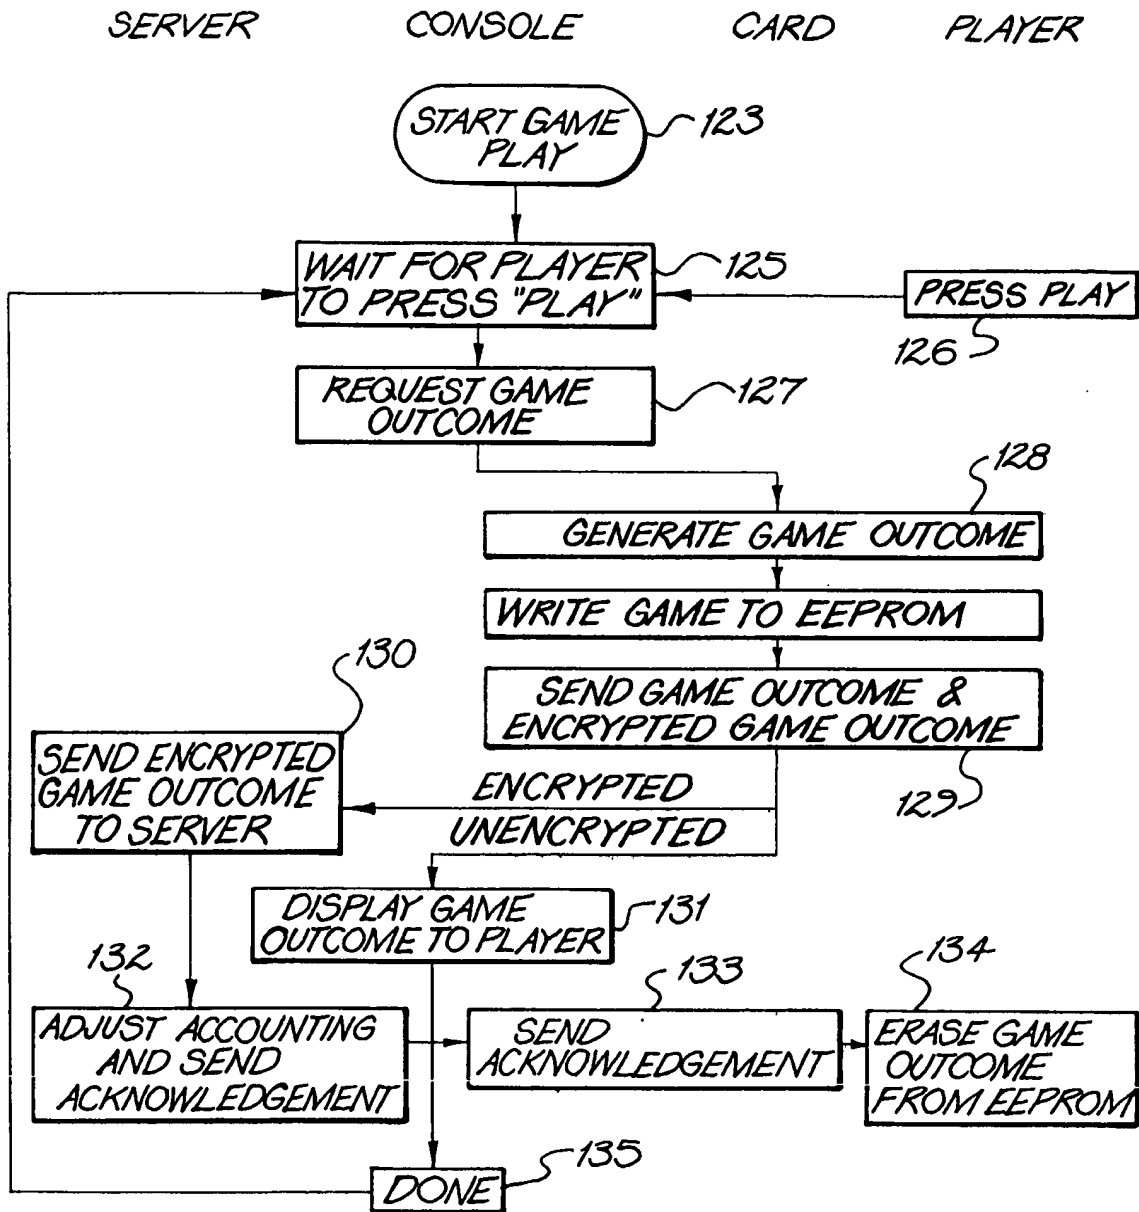 SERVER CONSOLE CARD PLAYER
START GAME
PLAY
123
WAIT FOR PLAYER
TO PRESS "PLAY"
125
PRESS PLAY
126
REQUEST GAME
OUTCOME
127
128
GENERATE GAME OUTCOME
WRITE GAME TO EEPROM
SEND GAME OUTCOME &
ENCRYPTED GAME OUTCOME
129
130
SEND ENCRYPTED
GAME OUTCOME
TO SERVER
ENCRYPTED
UNENCRYPTED
DISPLAY GAME
OUTCOME TO PLAYER
131
132
ADJUST ACCOUNTING
AND SEND
ACKNOWLEDGEMENT
133
SEND
ACKNOWLEDGEMENT
134
ERASE GAME
OUTCOME
FROM EEPROM
135
DONE